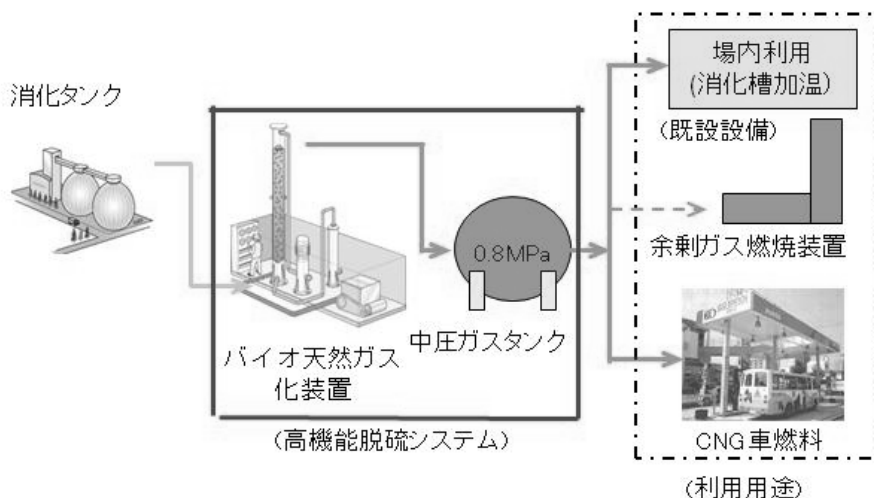 消化タンク
場内利用
(消化槽加温)
(既設設備)
余剰ガス燃焼装置
0.8MPa
中圧ガスタンク
バイオ天然ガス
化装置
(高機能脱硫システム)
CNG車燃料
(利用用途)